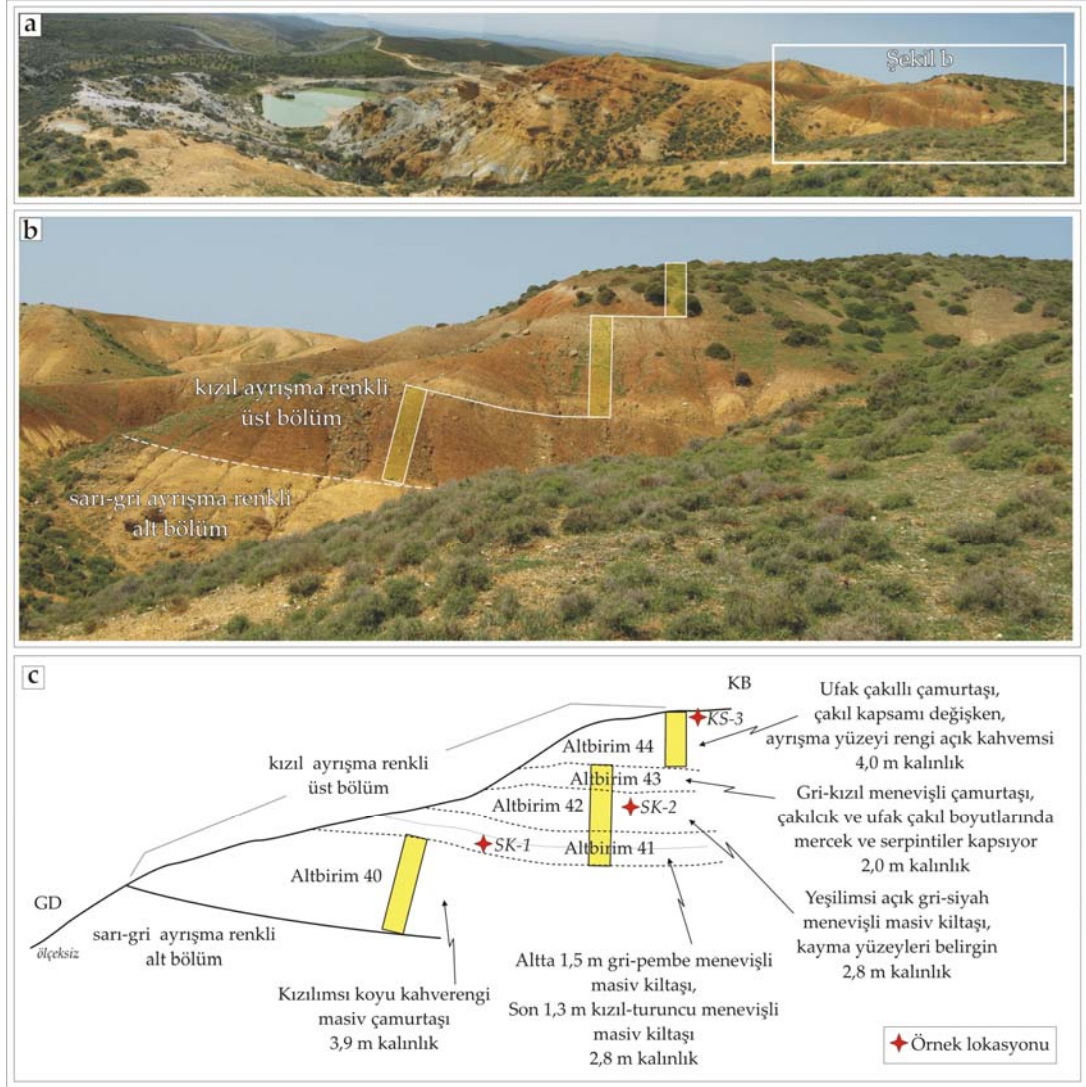 a
Şekil b
b
kızıl ayrışma renkli
üst bölüm
sarı-gri ayrışma renkli
alt bölüm
c
KB
KS-3
Ufak çakıllı çamurtaşı,
çakıl kapsamı değişken,
ayrışma yüzeyi rengi açık kahvemsi
4,0 m kalınlık
Altbirim 44
kızıl ayrışma renkli
üst bölüm
Altbirim 43
Gri-kızıl menevişli çamurtaşı,
çakılcık ve ufak çakıl boyutlarında
mercek ve serpintiler kapsıyor
2,0 m kalınlık
Altbirim 42
SK-2
SK-1
Altbirim 41
Altbirim 40
GD
Yeşilimsi açık gri-siyah
menevişli masif kiltaşı,
kayma yüzeyleri belirgin
2,8 m kalınlık
sarı-gri ayrışma renkli
alt bölüm
ölçeksiz
Altta 1,5 m gri-pembe menevişli
masif kiltaşı,
Son 1,3 m kızıl-turuncu menevişli
masif kiltaşı
2,8 m kalınlık
Kızılımsı koyu kahverengi
masif çamurtaşı
3,9 m kalınlık
Örnek lokasyonu